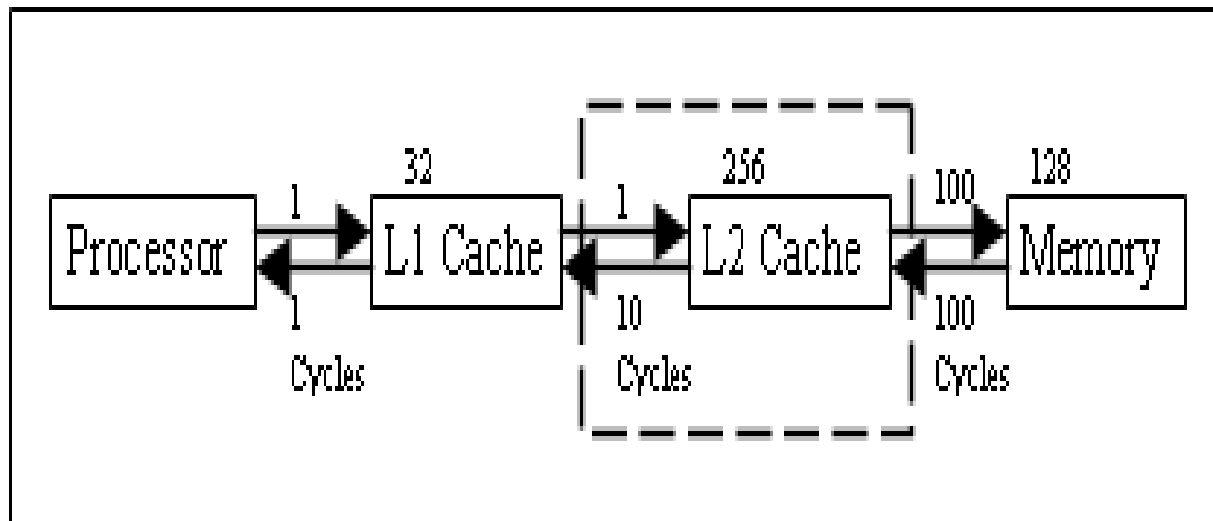 32
256
128
1
1
100
Processor
L1 Cache
L2 Cache
Memory
1
10
100
Cycles
Cycles
Cycles